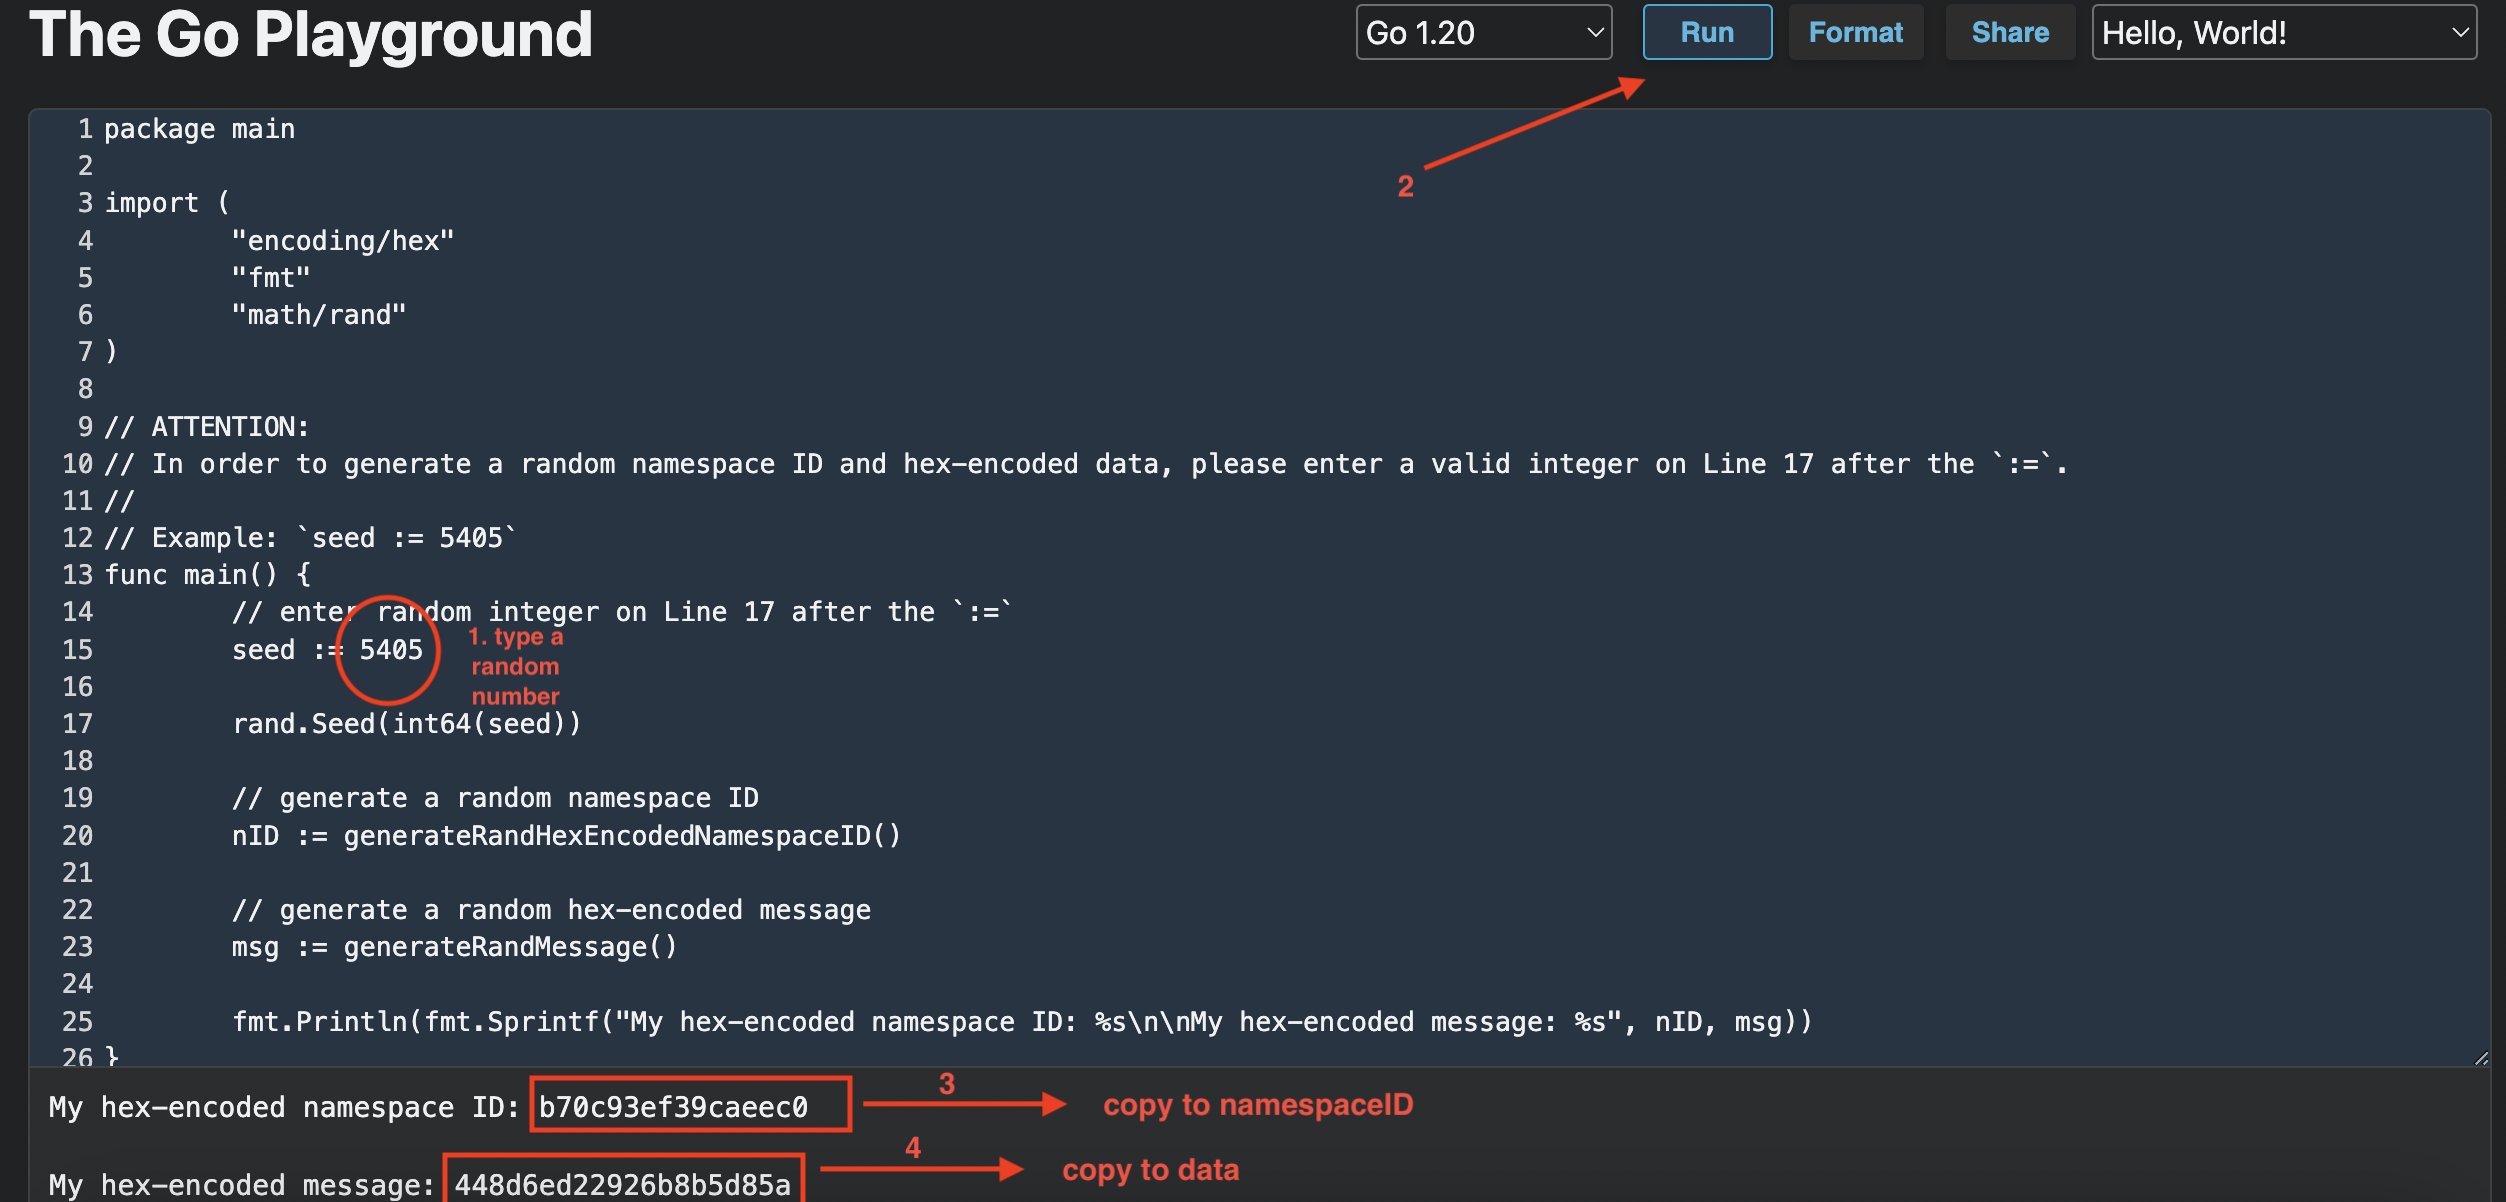 The Go Playground
Go 1.20
Run
Format
Share
Hello, World!
2
1 package main
2
3 import (
4 "encoding/hex"
5 "fmt"
6 "math/rand"
7 )
8
9 // ATTENTION:
10 // In order to generate a random namespace ID and hex-encoded data, please enter a valid integer on Line 17 after the `:=`.
11 //
12 // Example: `seed := 5405`
13 func main() {
14 // enter random integer on Line 17 after the `:=`
15 seed := 5405
1. type a
random
number
16
17 rand.Seed(int64(seed))
18
19 // generate a random namespace ID
20 nID := generateRandHexEncodedNamespaceID()
21
22 // generate a random hex-encoded message
23 msg := generateRandMessage()
24
25 fmt.Println(fmt.Sprintf("My hex-encoded namespace ID: %s\n\nMy hex-encoded message: %s", nID, msg))
26 }
My hex-encoded namespace ID: b70c93ef39caeec0
3
copy to namespaceID
My hex-encoded message: 448d6ed22926b8b5d85a
4
copy to data